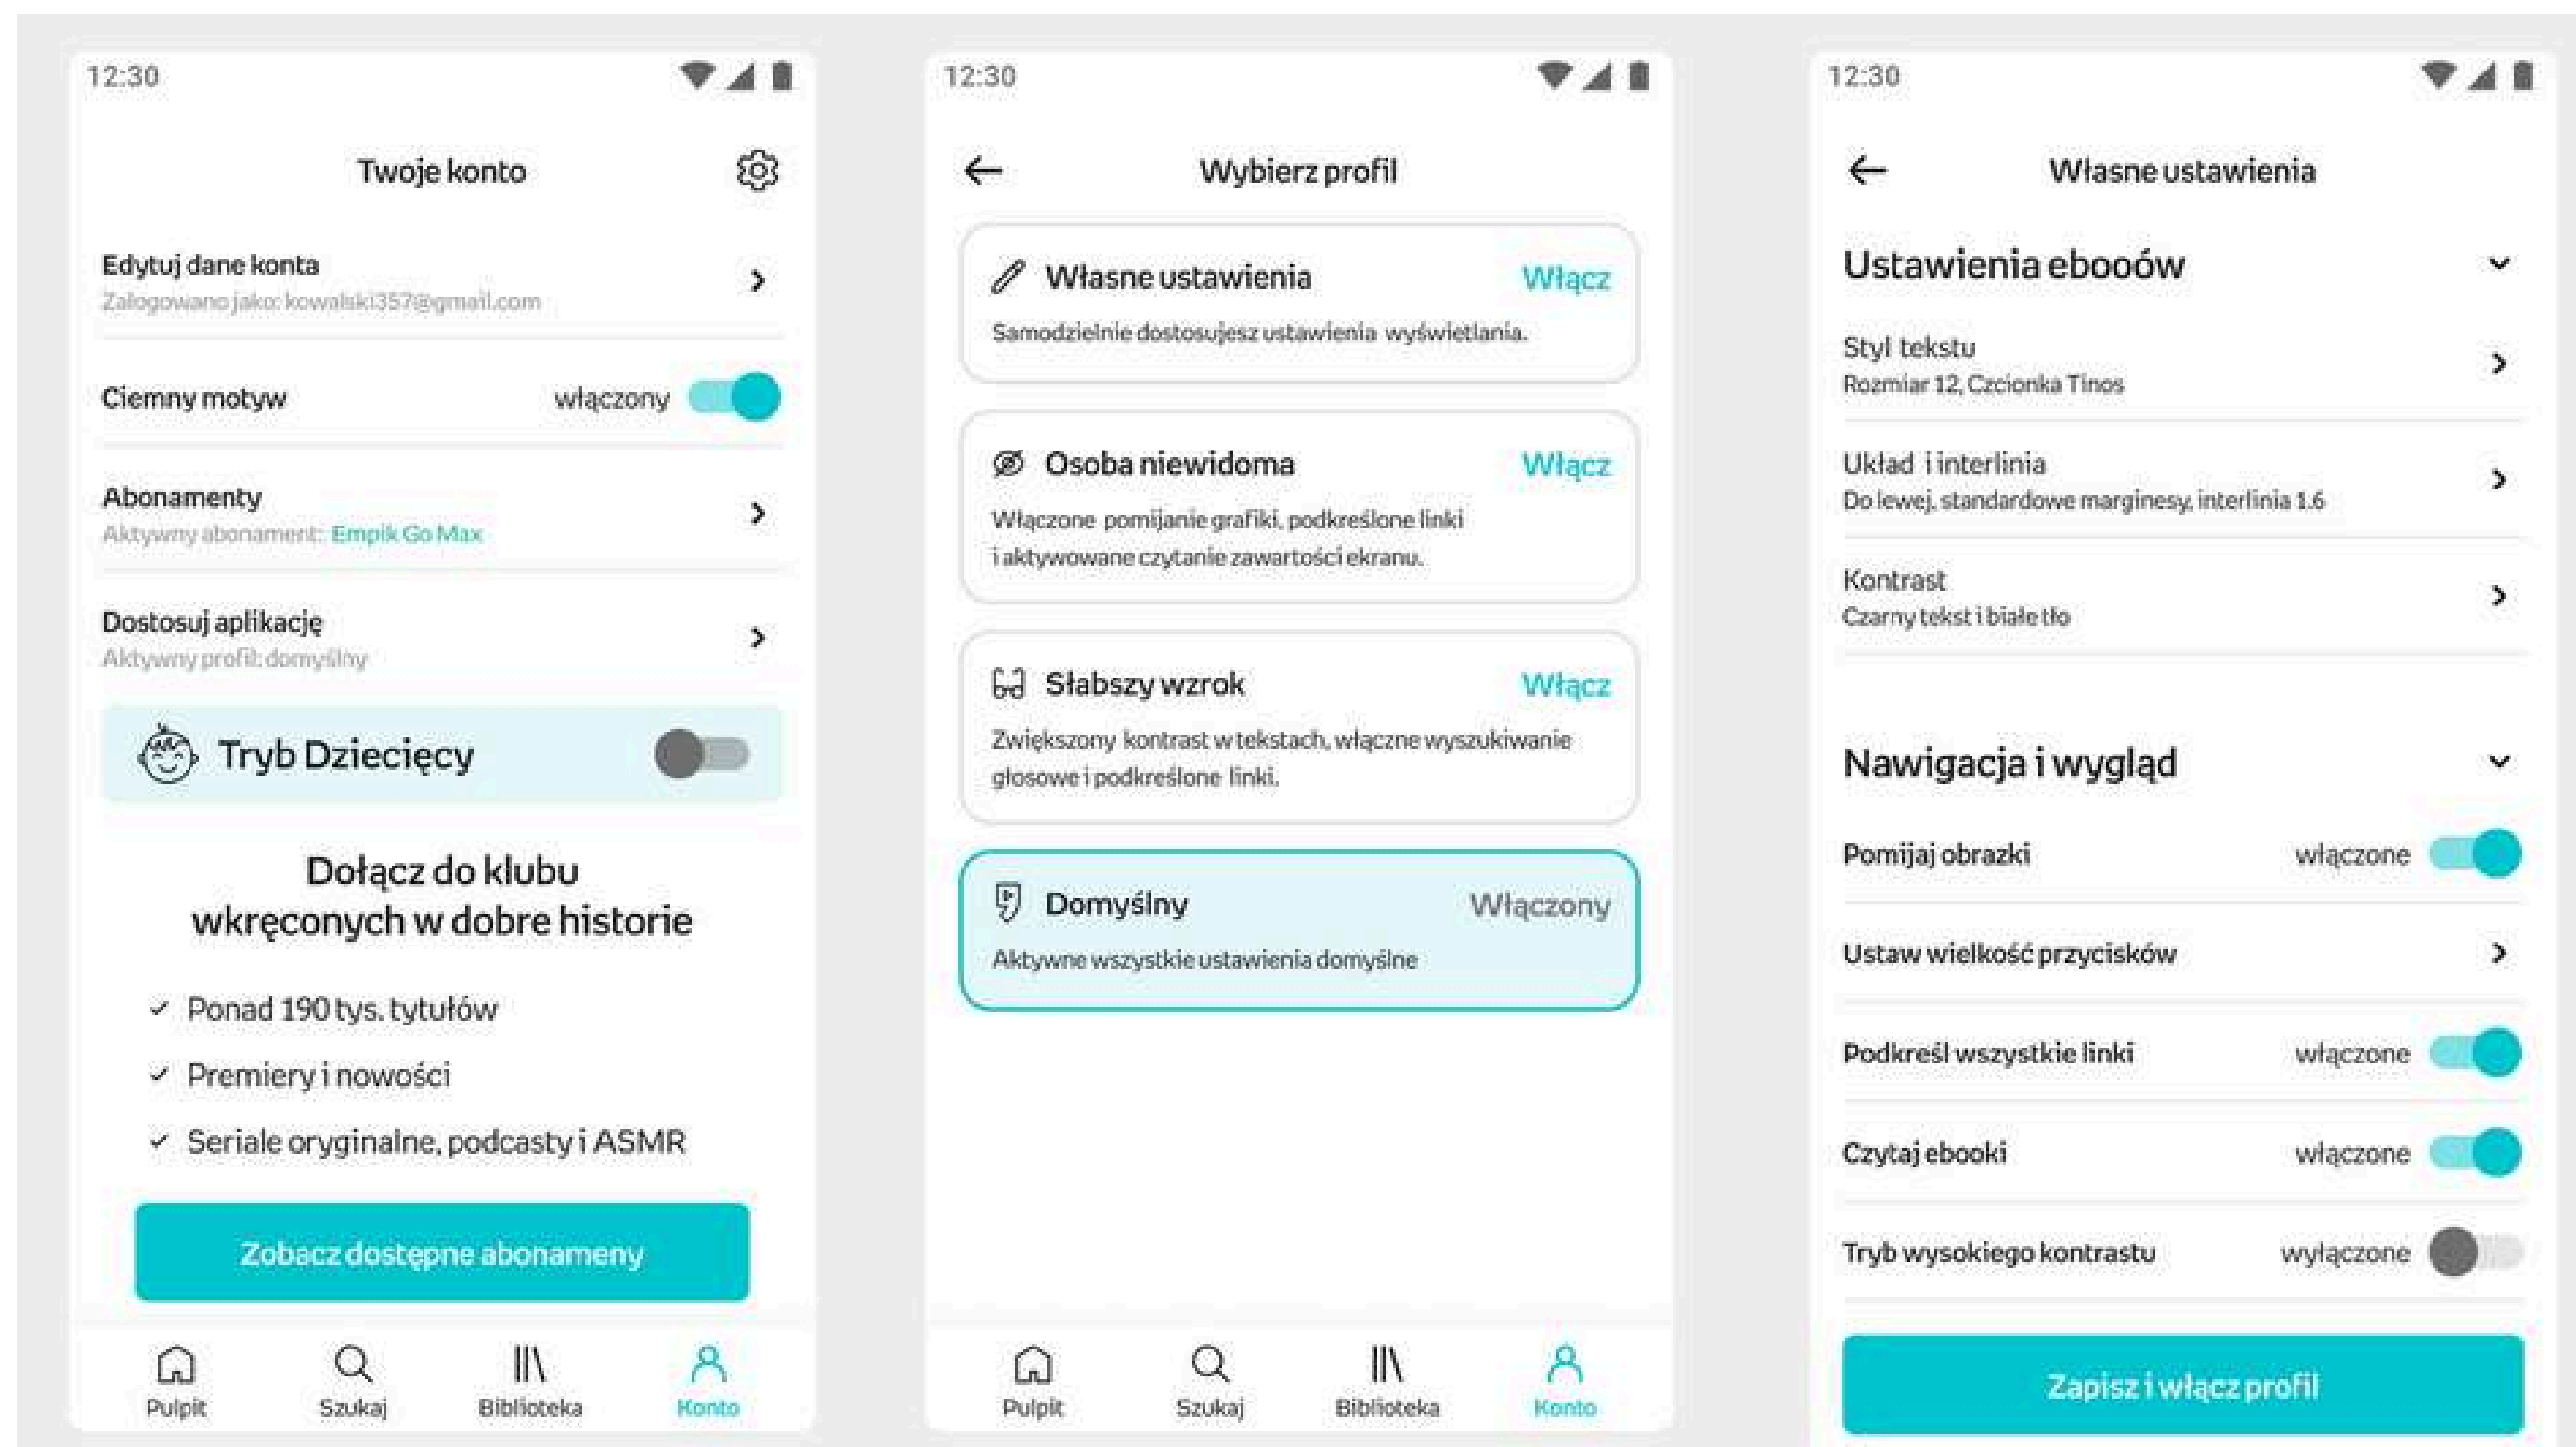 12:30
Twoje konto
Edytuj dane konta
Zalogowano jako: kowalski357@gmail.com
Ciemny motyw włączony
Abonamenty
Aktywny abonament: Empik Go Max
Dostosuj aplikację
Aktywny profil: domyślny
Tryb Dziecięcy
Dołącz do klubu
wkręconych w dobre historie
Ponad 190 tys. tytułów
Premiery i nowości
Seriale oryginalne, podcasty i ASMR
Zobacz dostępne abonameny
Pulpit Szukaj Biblioteka Konto
12:30
Wybierz profil
Własne ustawienia Włącz
Samodzielnie dostosujesz ustawienia wyświetlania.
Osoba niewidoma Włącz
Włączone pomijanie grafiki, podkreślone linki
i aktywowane czytanie zawartości ekranu.
Słabszy wzrok Włącz
Zwiększony kontrast w tekstach, włączne wyszukiwanie
głosowe i podkreślone linki.
Domyślny Włączony
Aktywne wszystkie ustawienia domyślne
Pulpit Szukaj Biblioteka Konto
12:30
Własne ustawienia
Ustawienia ebooów
Styl tekstu
Rozmiar 12, Czcionka Tinos
Układ i interlinia
Do lewej, standardowe marginesy, interlinia 1.6
Kontrast
Czarny tekst i białe tło
Nawigacja i wygląd
Pomijaj obrazki włączone
Ustaw wielkość przycisków
Podkreśl wszystkie linki włączone
Czytaj ebooki włączone
Tryb wysokiego kontrastu wyłączone
Zapisz i włącz profil